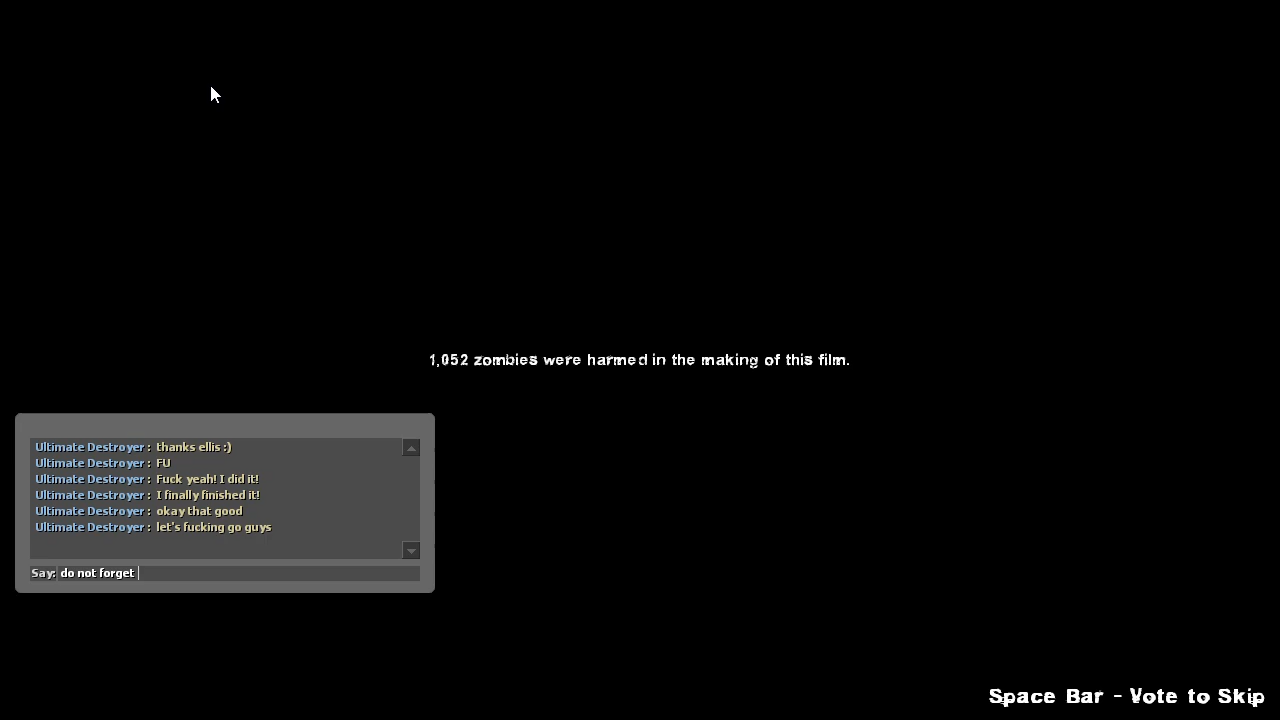 1,052 zombies were harmed in the making of this film.
Ultimate Destroyer : thanks ellis :)
Ultimate Destroyer : FU
Ultimate Destroyer : Fuck yeah! I did it!
Ultimate Destroyer : I finally finished it!
Ultimate Destroyer : okay that good
Ultimate Destroyer : let's fucking go guys
Say: do not forget
Space Bar - Vote to Skip